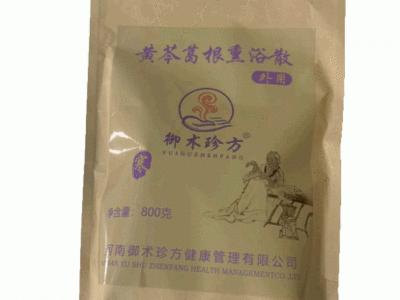 黄芩葛根熏浴散
外用
御术珍方®
寒
净含量：800克
河南御术珍方健康管理有限公司
YU SHU ZHENFANG HEALTH MANAGEMENTCO.,LTD